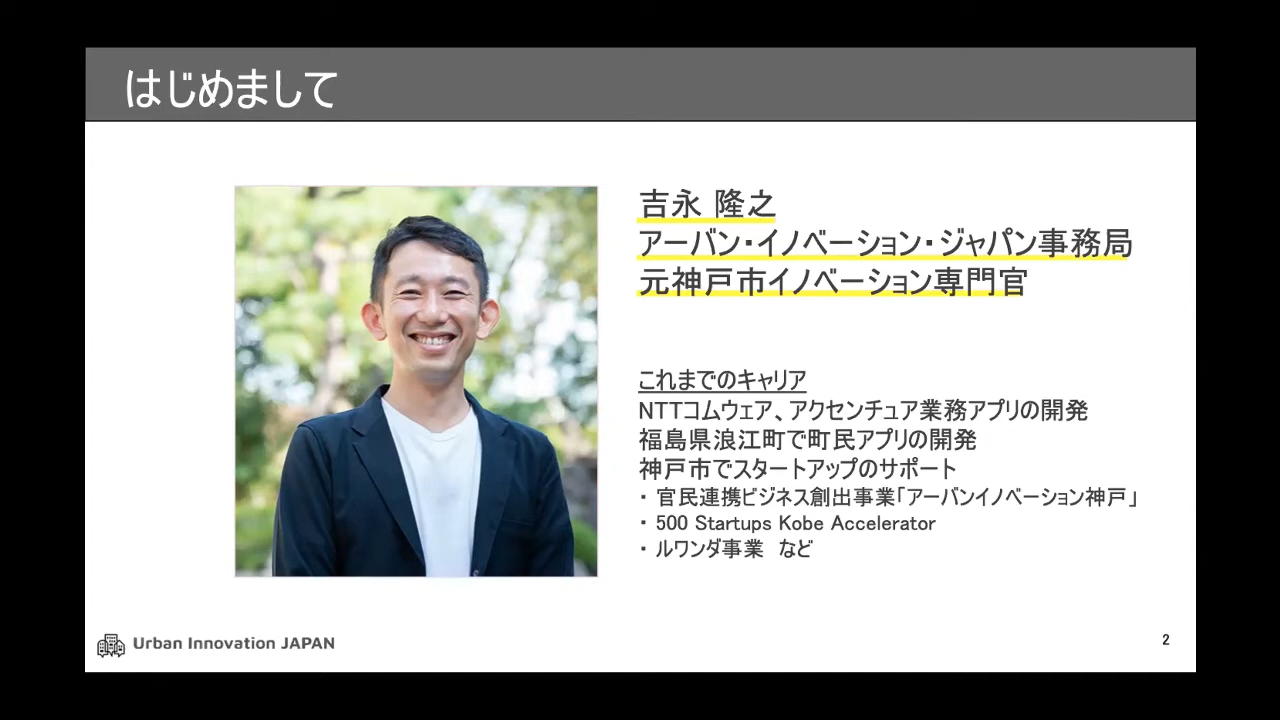 はじめまして
吉永 隆之
アーバン・イノベーション・ジャパン事務局
元神戸市イノベーション専門官
これまでのキャリア
NTTコムウェア、アクセンチュア業務アプリの開発
福島県浪江町で町民アプリの開発
神戸市でスタートアップのサポート
・ 官民連携ビジネス創出事業「アーバンイノベーション神戸」
・ 500 Startups Kobe Accelerator
・ ルワンダ事業　など
Urban Innovation JAPAN
2